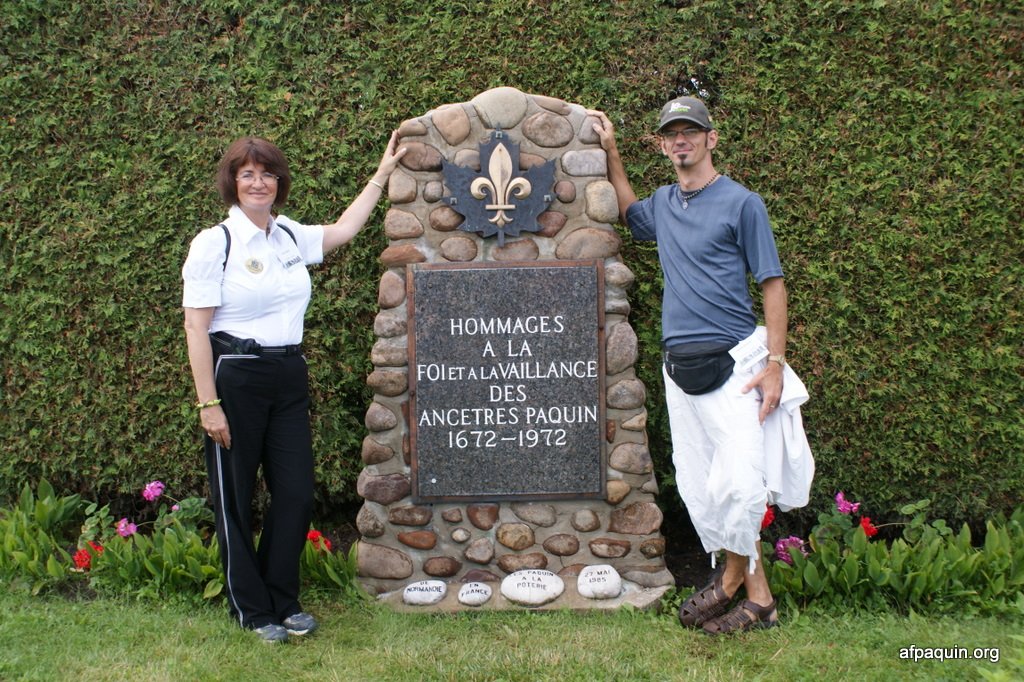 HOMMAGES
A LA
FOI ET A LA VAILLANCE
DES
ANCETRES PAQUIN
1672-1972
DE
NORMANDIE
EN
FRANCE
PAQUIN
A LA
POTERIE
27 MAI
1985
afpaquin.org